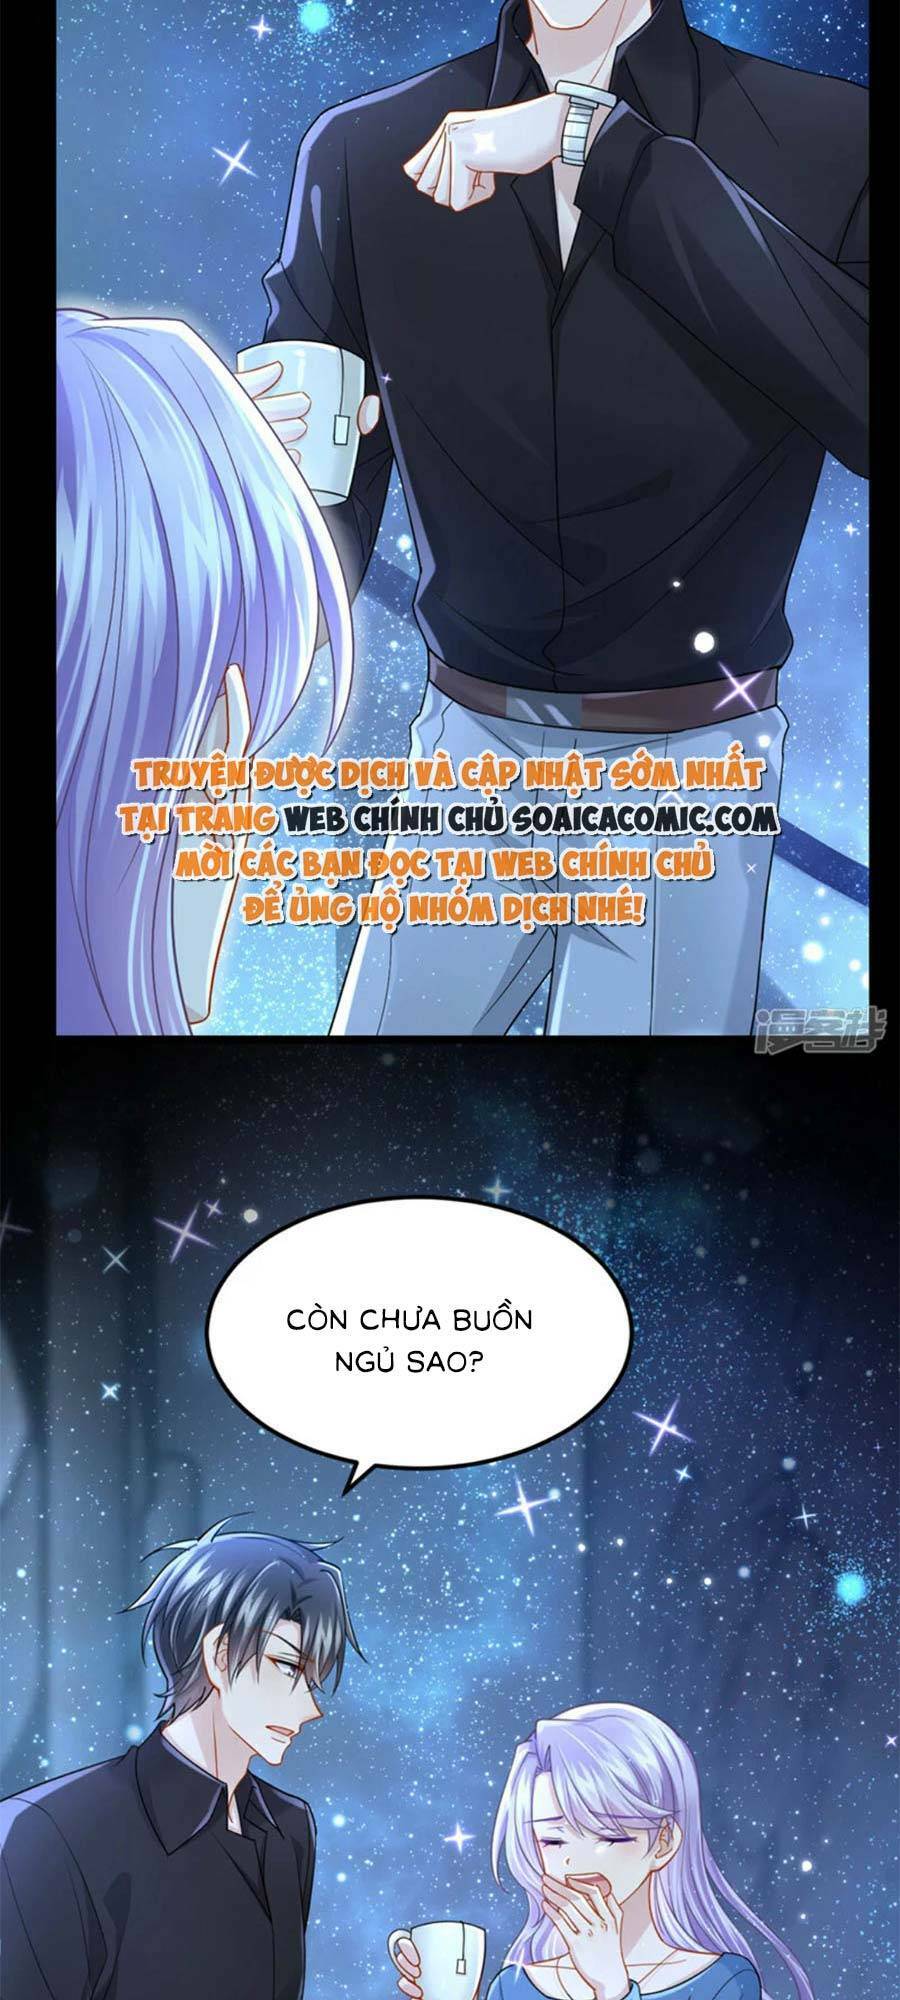 TRUYỆN ĐƯỢC DỊCH VÀ CẬP NHẬT SỚM NHẤT
TẠI TRANG WEB CHÍNH CHỦ SOAICACOMIC.COM
MỜI CÁC BẠN ĐỌC TẠI WEB CHÍNH CHỦ
ĐỂ ỦNG HỘ NHÓM DỊCH NHÉ!
漫客栈
CÒN CHƯA BUỒN
NGỦ SAO?